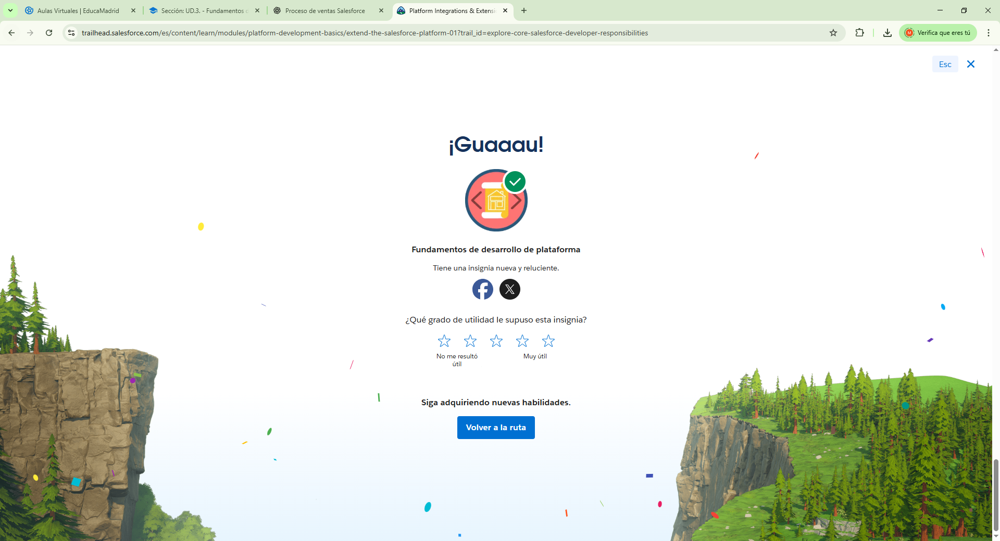 Aulas Virtuales | EducaMadrid
Sección: UD.3. - Fundamentos d
Proceso de ventas Salesforce
Platform Integrations & Extensi
trailhead.salesforce.com/es/content/learn/modules/platform-development-basics/extend-the-salesforce-platform-01?trail_id=explore-core-salesforce-developer-responsibilities
M
Verifica que eres tú
Esc
¡Guaaau!
Fundamentos de desarrollo de plataforma
Tiene una insignia nueva y reluciente.
¿Qué grado de utilidad le supuso esta insignia?
No me resultó
útil
Muy útil
Siga adquiriendo nuevas habilidades.
Volver a la ruta